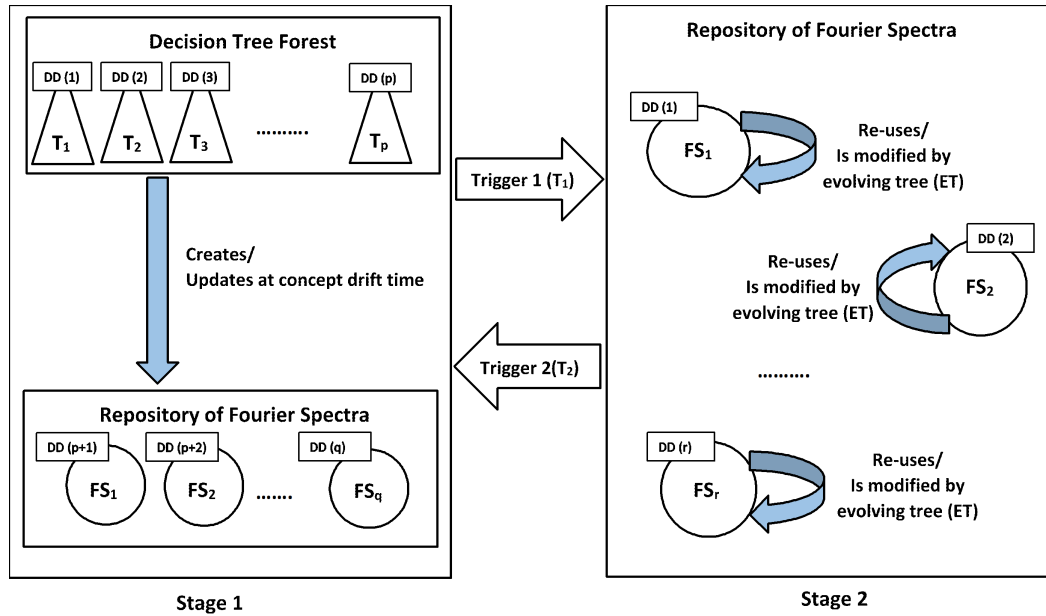 Decision Tree Forest
DD (1) DD (2) DD (3) DD (p)
T1 T2 T3 ………. Tp
Creates/
Updates at concept drift time
Repository of Fourier Spectra
DD (p+1) DD (p+2) DD (q)
FS1 FS2 ……. FSq
Stage 1
Trigger 1 (T1)
Trigger 2(T2)
Repository of Fourier Spectra
DD (1)
FS1
Re-uses/
Is modified by
evolving tree (ET)
DD (2)
FS2
Re-uses/
Is modified by
evolving tree (ET)
……….
DD (r)
FSr
Re-uses/
Is modified by
evolving tree (ET)
Stage 2